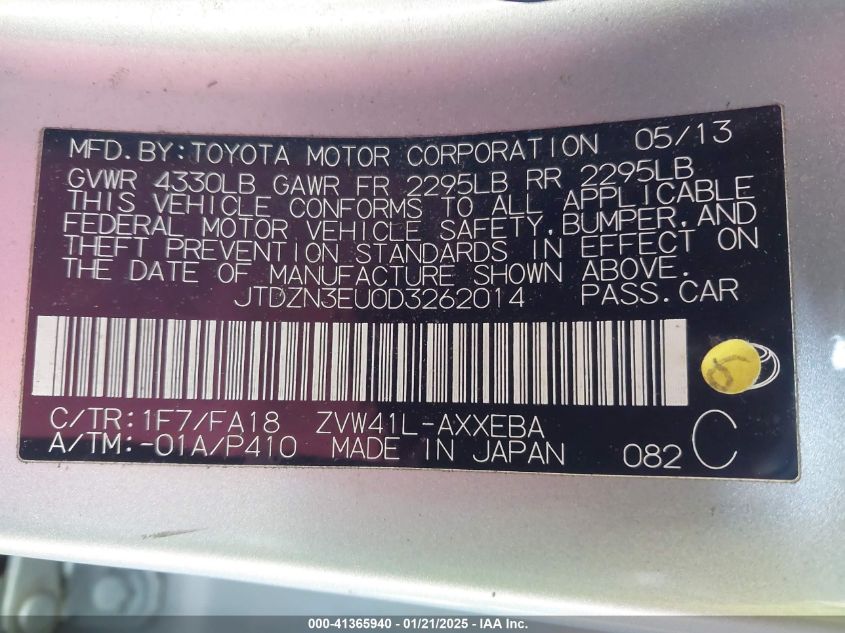 MFD.BY:TOYOTA MOTOR CORPORATION 05/13
GVWR 4330LB GAWR FR 2295LB RR 2295LB
THIS VEHICLE CONFORMS TO ALL APPLICABLE
FEDERAL MOTOR VEHICLE SAFETY,BUMPER,AND
THEFT PREVENTION STANDARDS IN EFFECT ON
THE DATE OF MANUFACTURE SHOWN ABOVE.
JTDZN3EU0D3262014 PASS.CAR
C/TR:1F7/FA18 ZVW41L-AXXEBA
A/TM:-01A/P410 MADE IN JAPAN 082 C
000-41365940 - 01/21/2025 - IAA Inc.